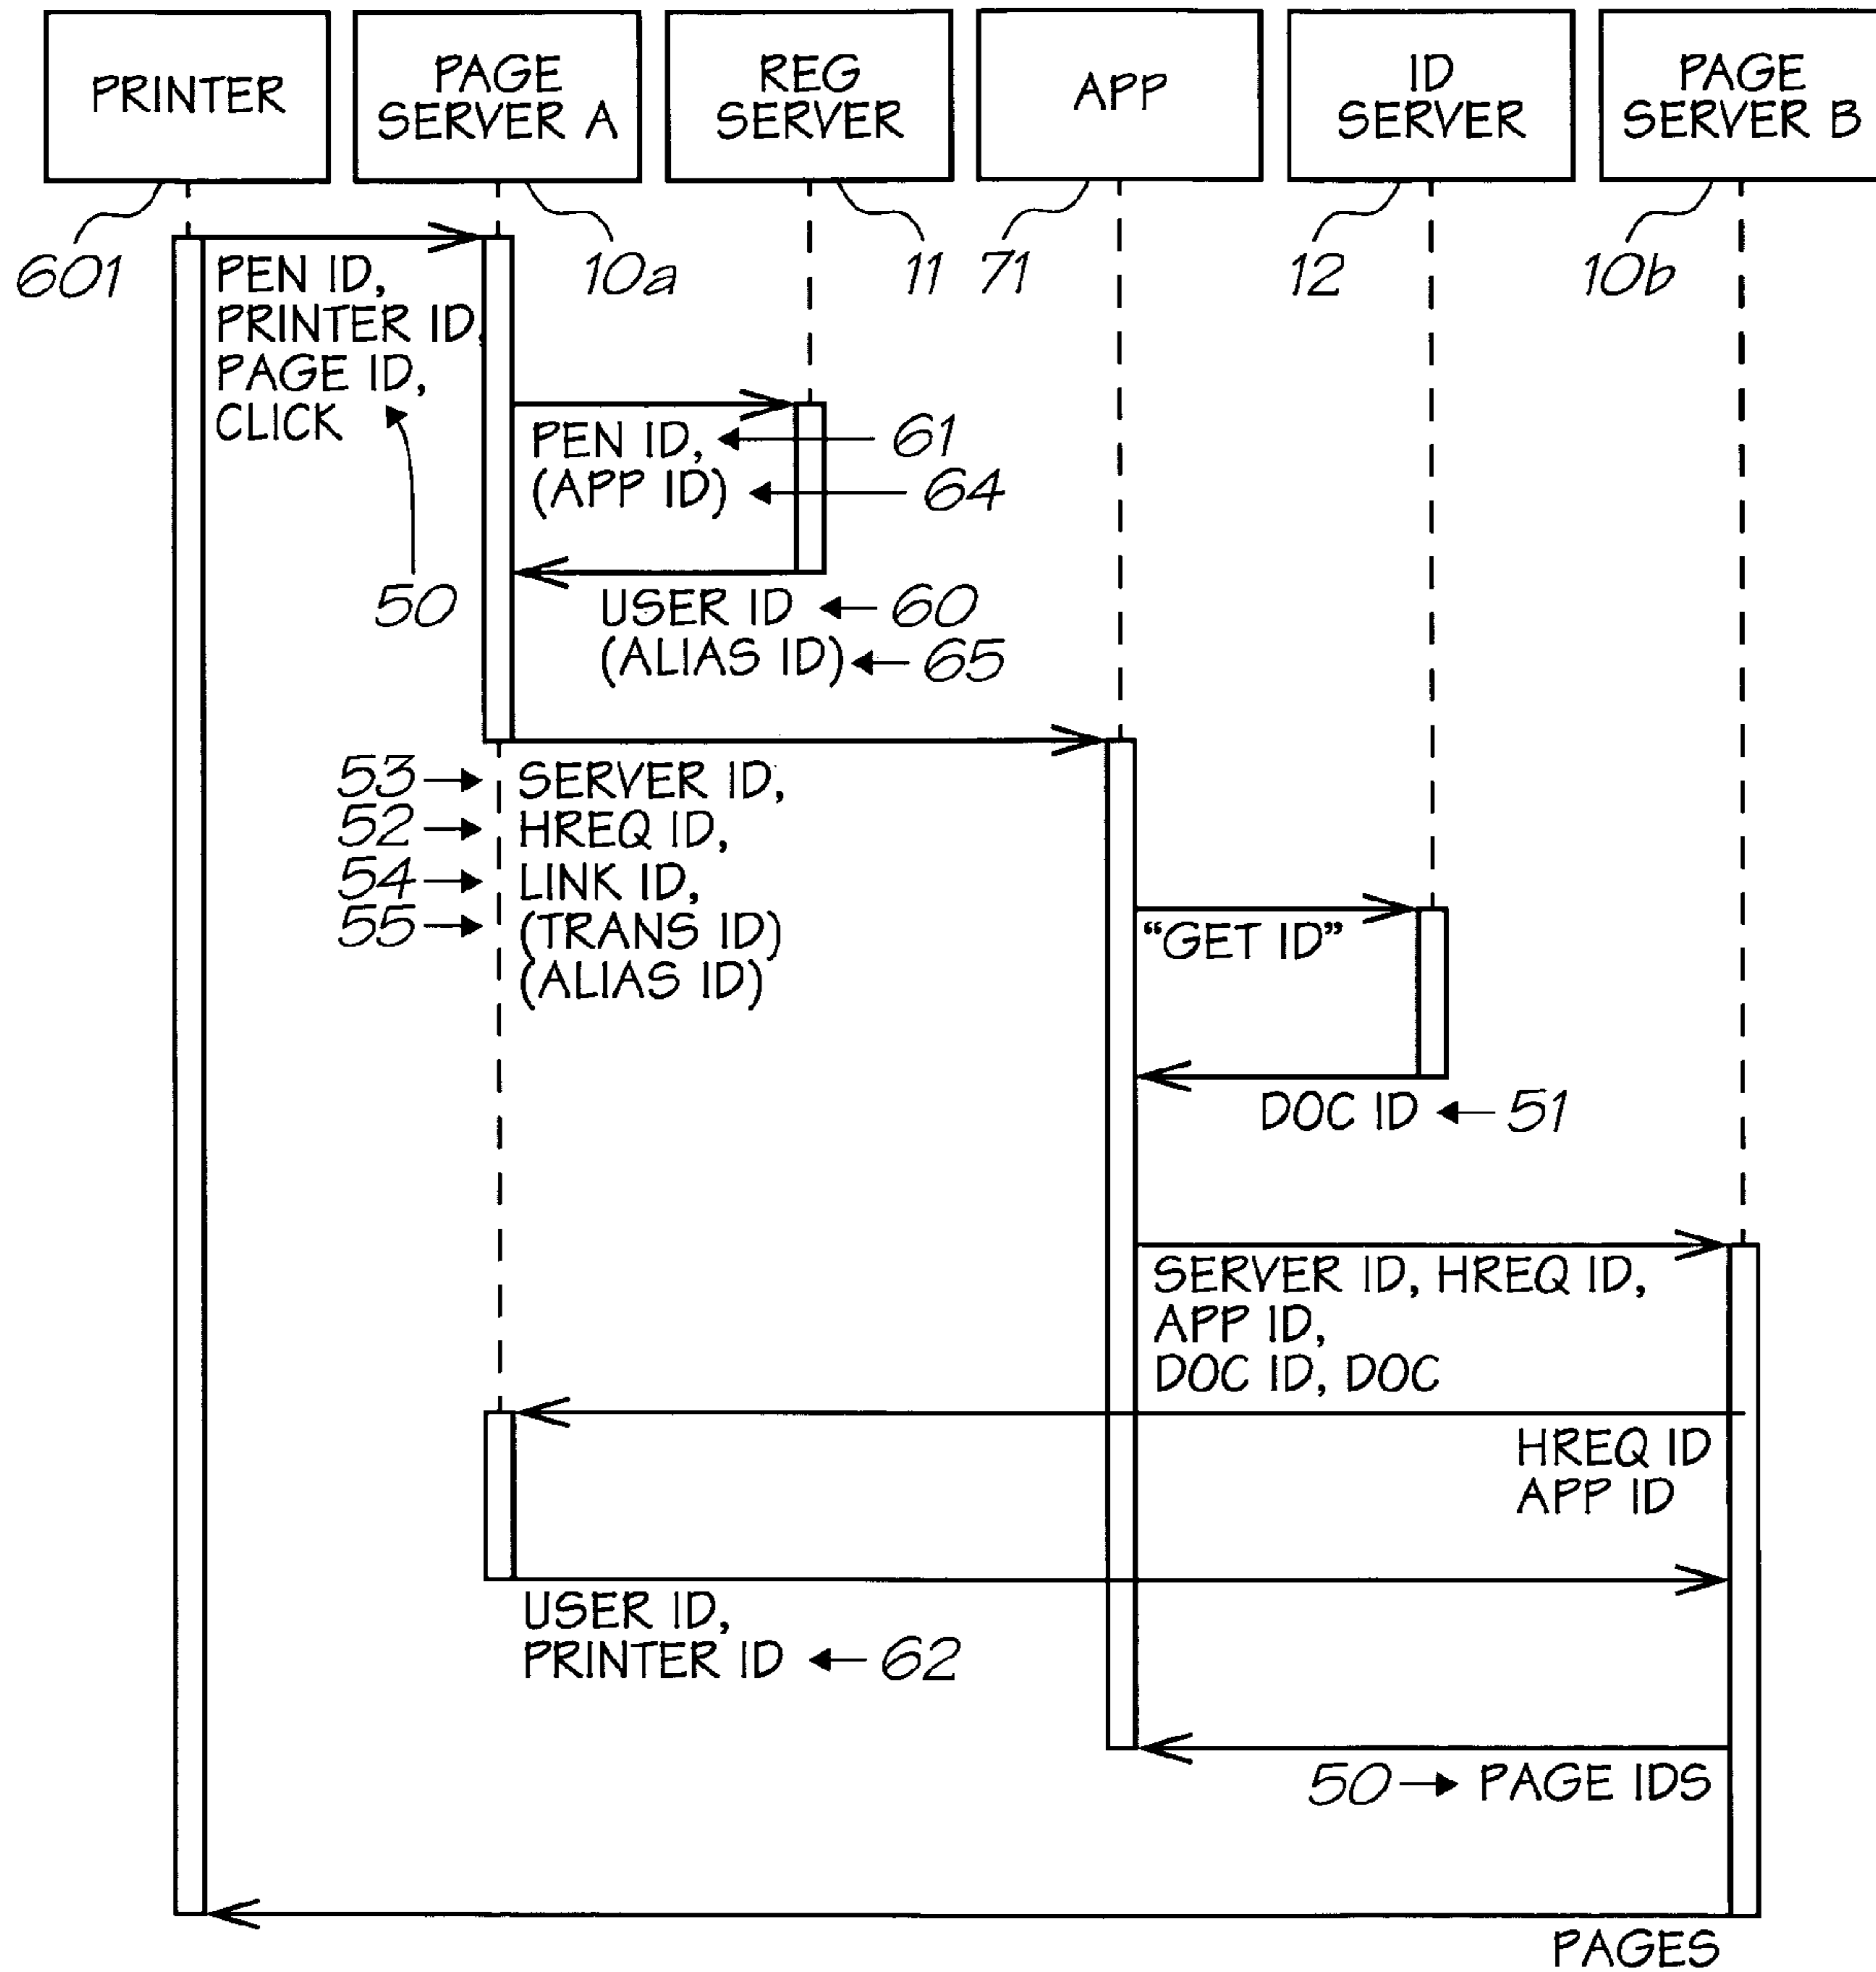 PRINTER
PAGE
SERVER A
REG
SERVER
APP
ID
SERVER
PAGE
SERVER B
601
10a
11
71
12
10b
PEN ID,
PRINTER ID,
PAGE ID,
CLICK
50
PEN ID,
61
(APP ID)
64
USER ID
60
(ALIAS ID)
65
53
SERVER ID,
52
HREQ ID,
54
LINK ID,
55
(TRANS ID)
(ALIAS ID)
“GET ID”
DOC ID
51
SERVER ID, HREQ ID,
APP ID,
DOC ID, DOC
HREQ ID
APP ID
USER ID,
PRINTER ID
62
50
PAGE IDS
PAGES